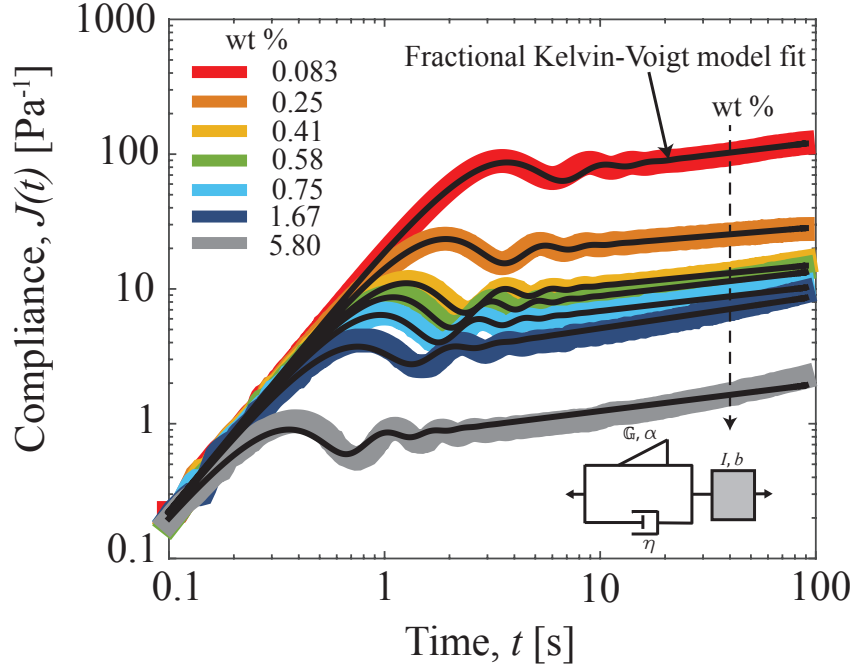 1000
100
10
1
0.1
Compliance, J(t) [Pa⁻¹]
wt %
0.083
0.25
0.41
0.58
0.75
1.67
5.80
Fractional Kelvin-Voigt model fit
wt %
𝔾, α
I, b
η
0.1
1
10
100
Time, t [s]